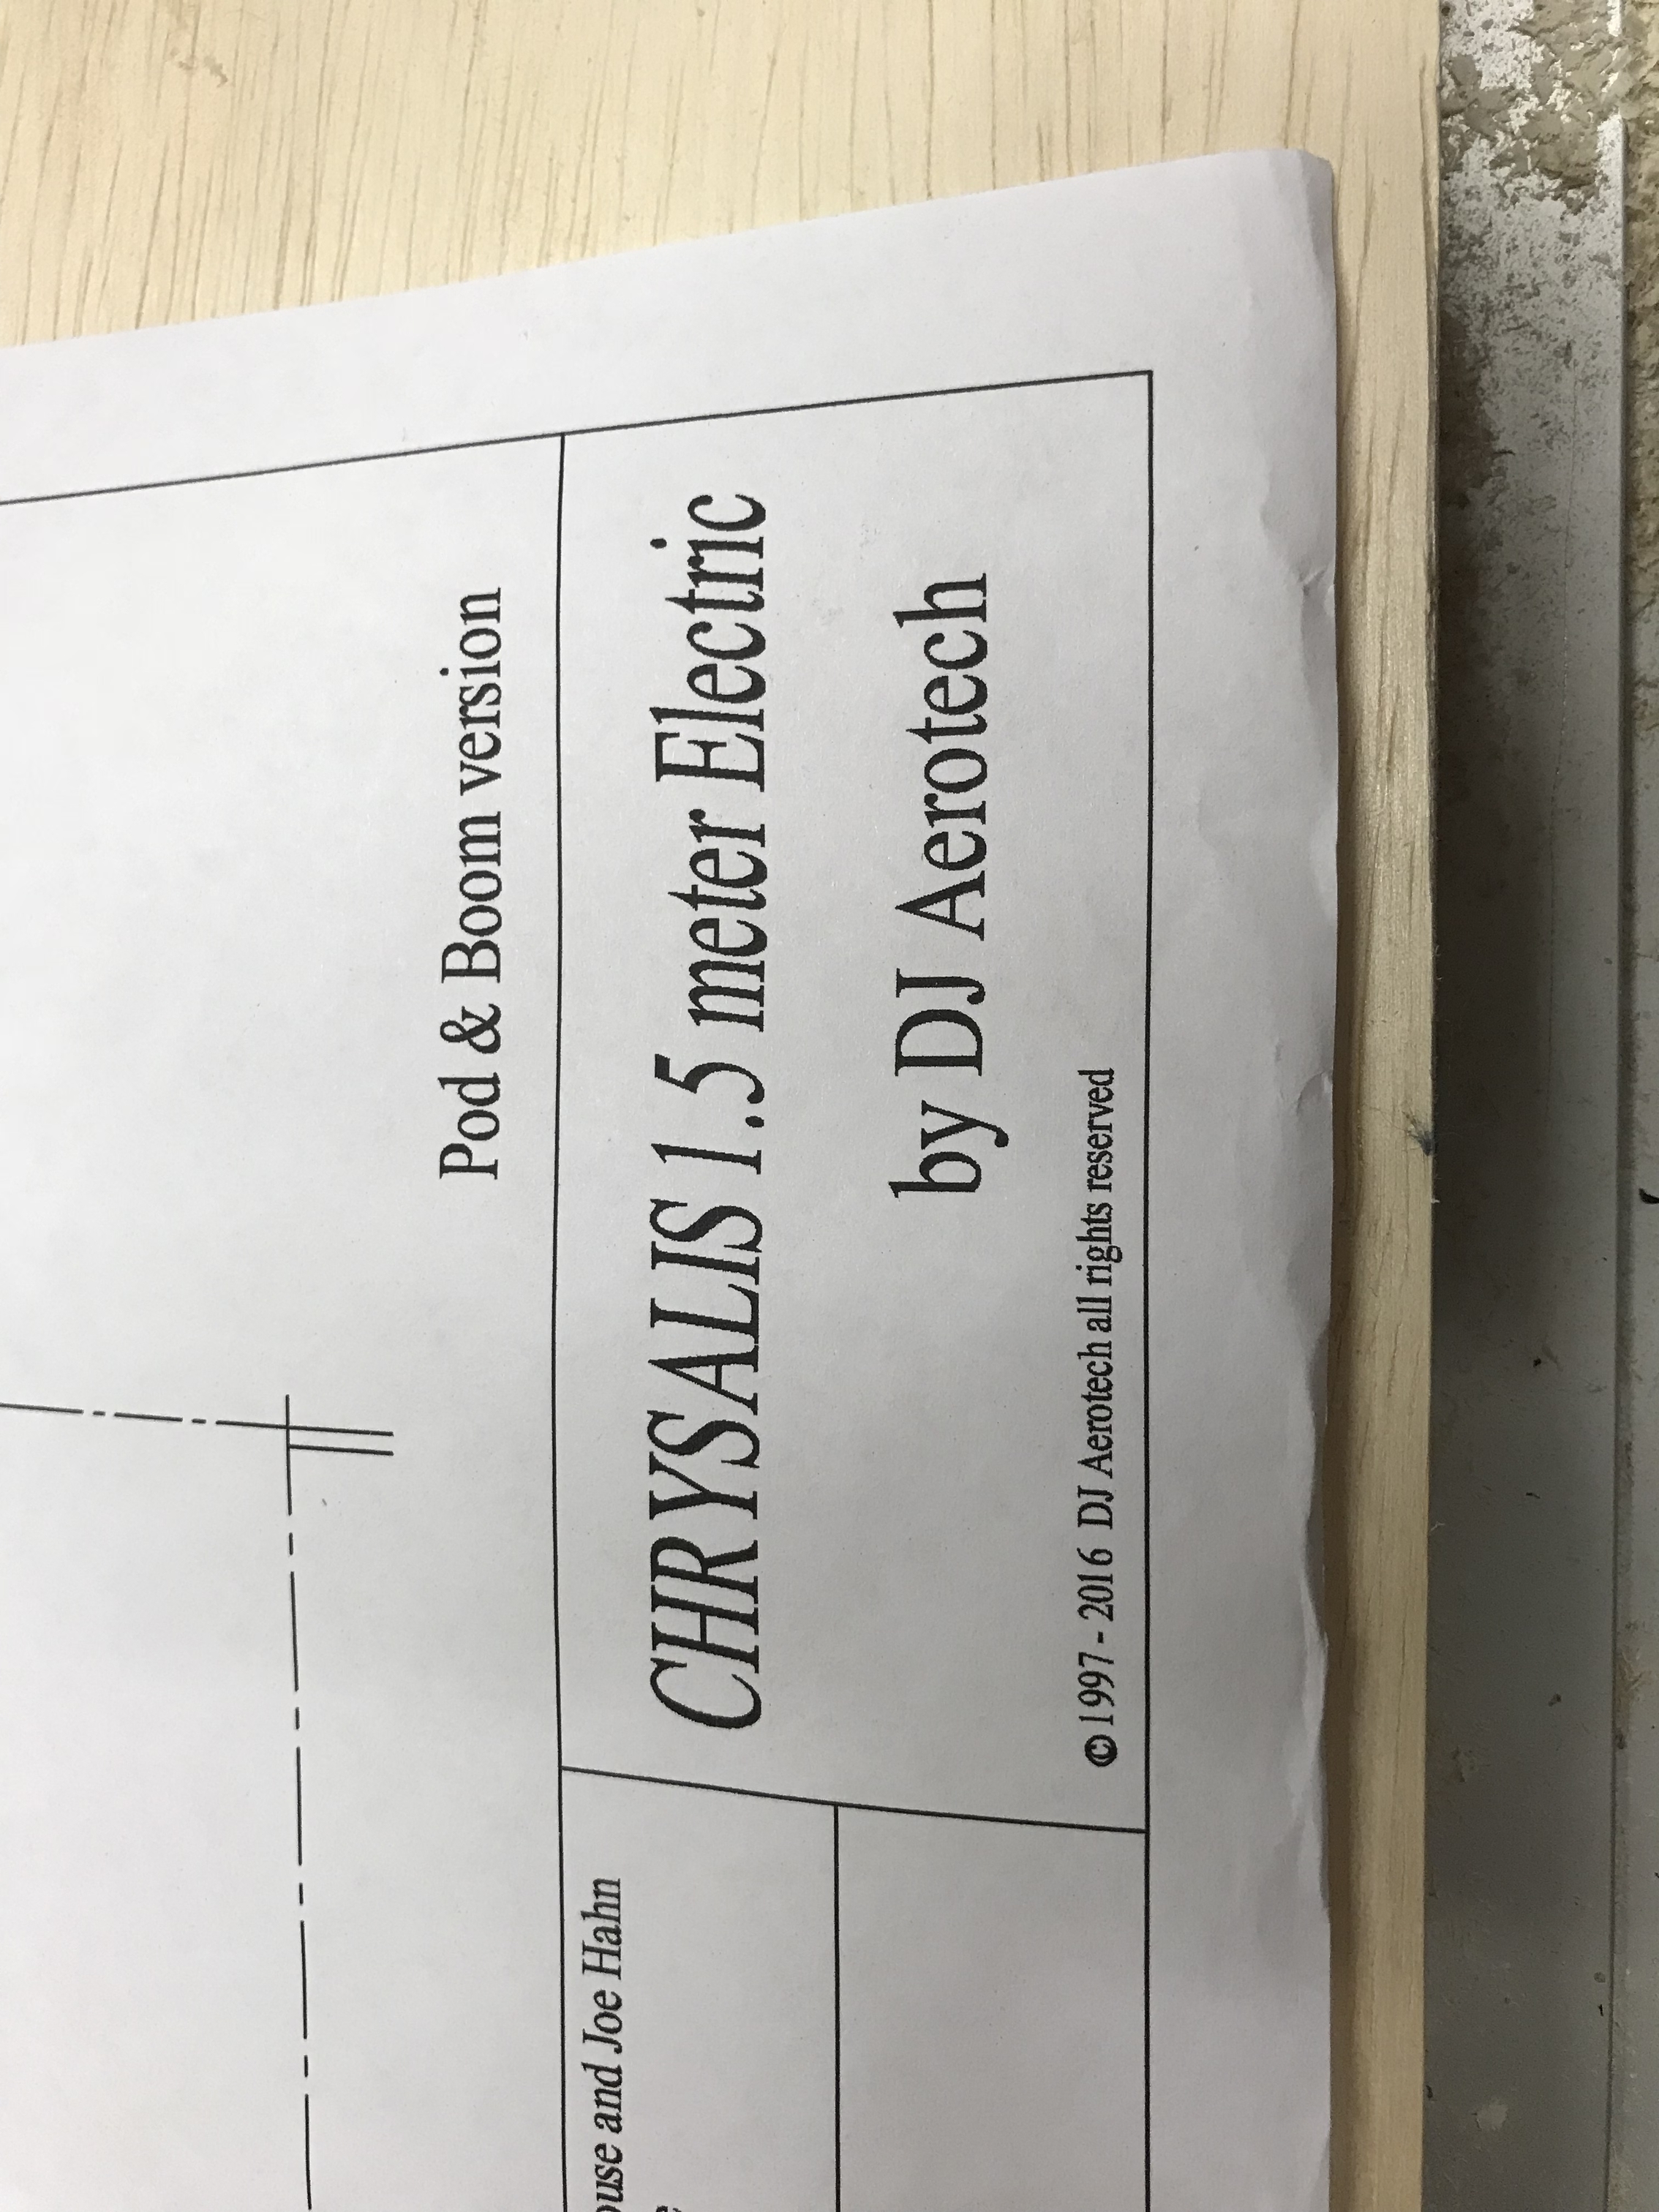 Pod & Boom version
CHRYSALIS 1.5 meter Electric
by DJ Aerotech
© 1997 - 2016 DJ Aerotech all rights reserved
and Joe Hahn